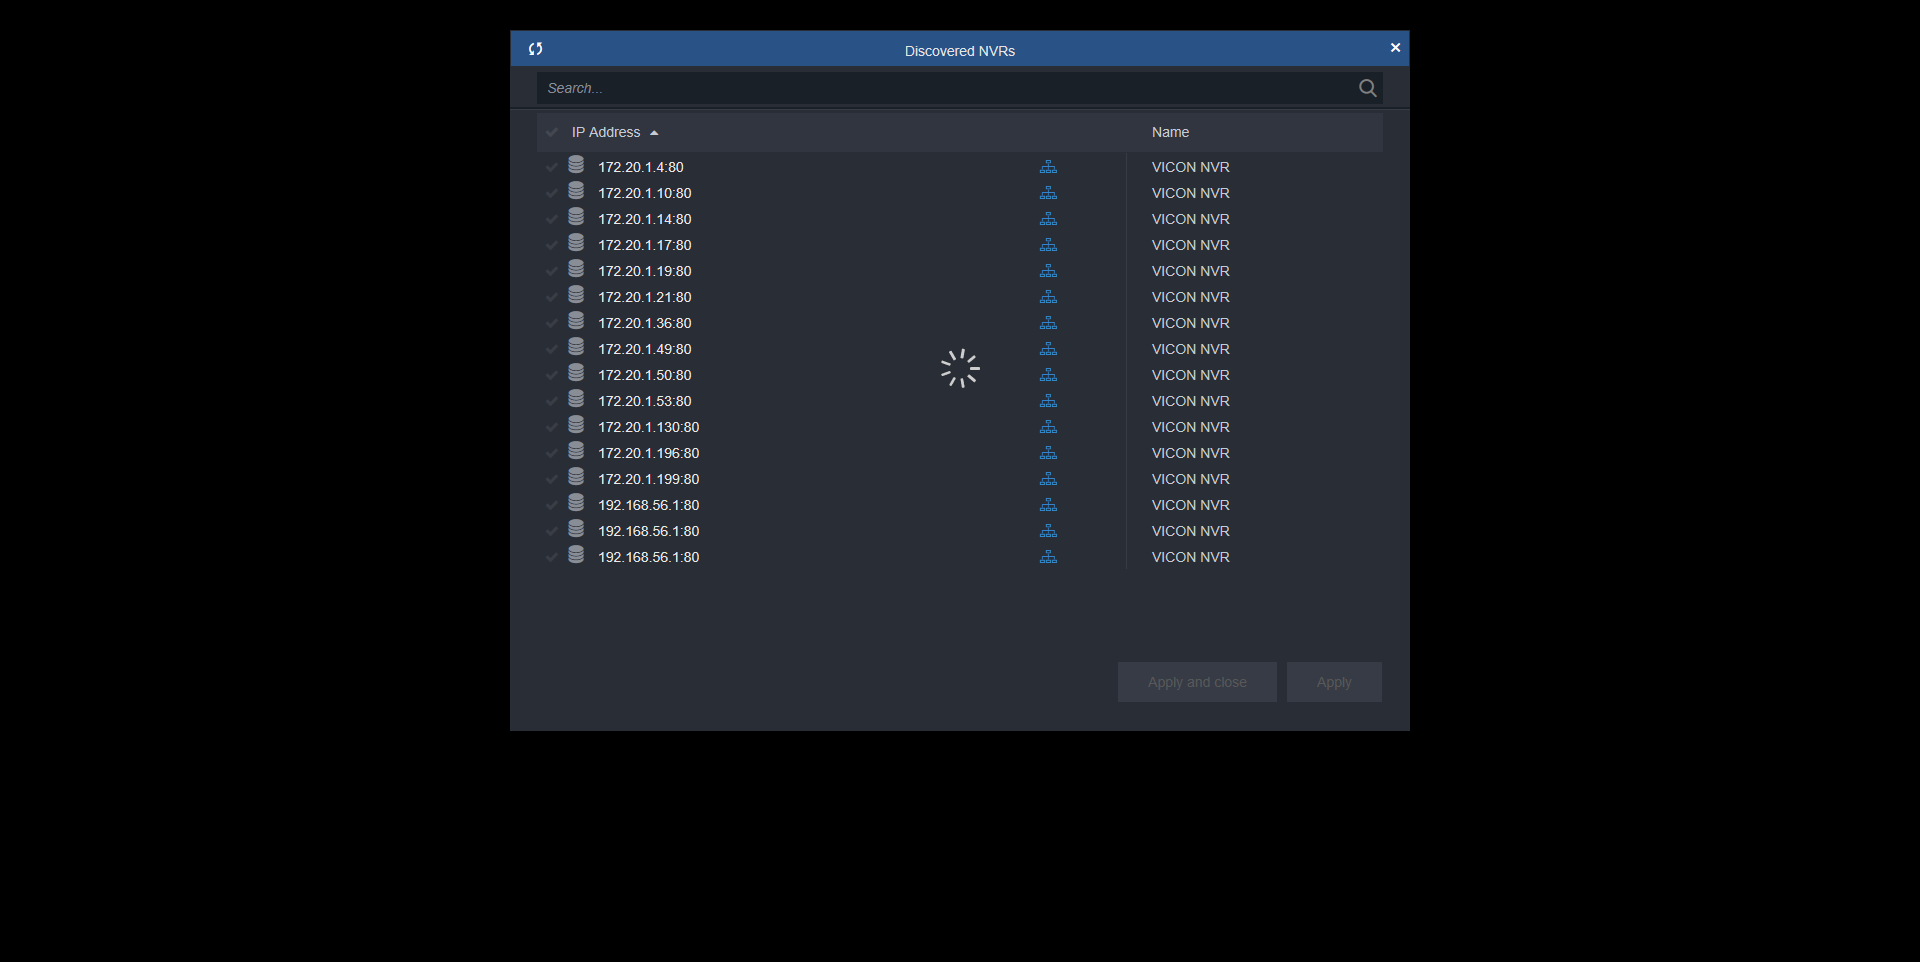 Discovered NVRs
Search...
IP Address Name
172.20.1.4:80 VICON NVR
172.20.1.10:80 VICON NVR
172.20.1.14:80 VICON NVR
172.20.1.17:80 VICON NVR
172.20.1.19:80 VICON NVR
172.20.1.21:80 VICON NVR
172.20.1.36:80 VICON NVR
172.20.1.49:80 VICON NVR
172.20.1.50:80 VICON NVR
172.20.1.53:80 VICON NVR
172.20.1.130:80 VICON NVR
172.20.1.196:80 VICON NVR
172.20.1.199:80 VICON NVR
192.168.56.1:80 VICON NVR
192.168.56.1:80 VICON NVR
192.168.56.1:80 VICON NVR
Apply and close Apply